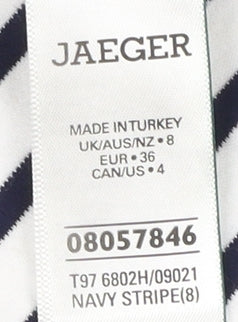 JAEGER
MADE IN TURKEY
UK/AUS/NZ • 8
EUR • 36
CAN/US • 4
08057846
T97 6802H/09021
NAVY STRIPE(8)